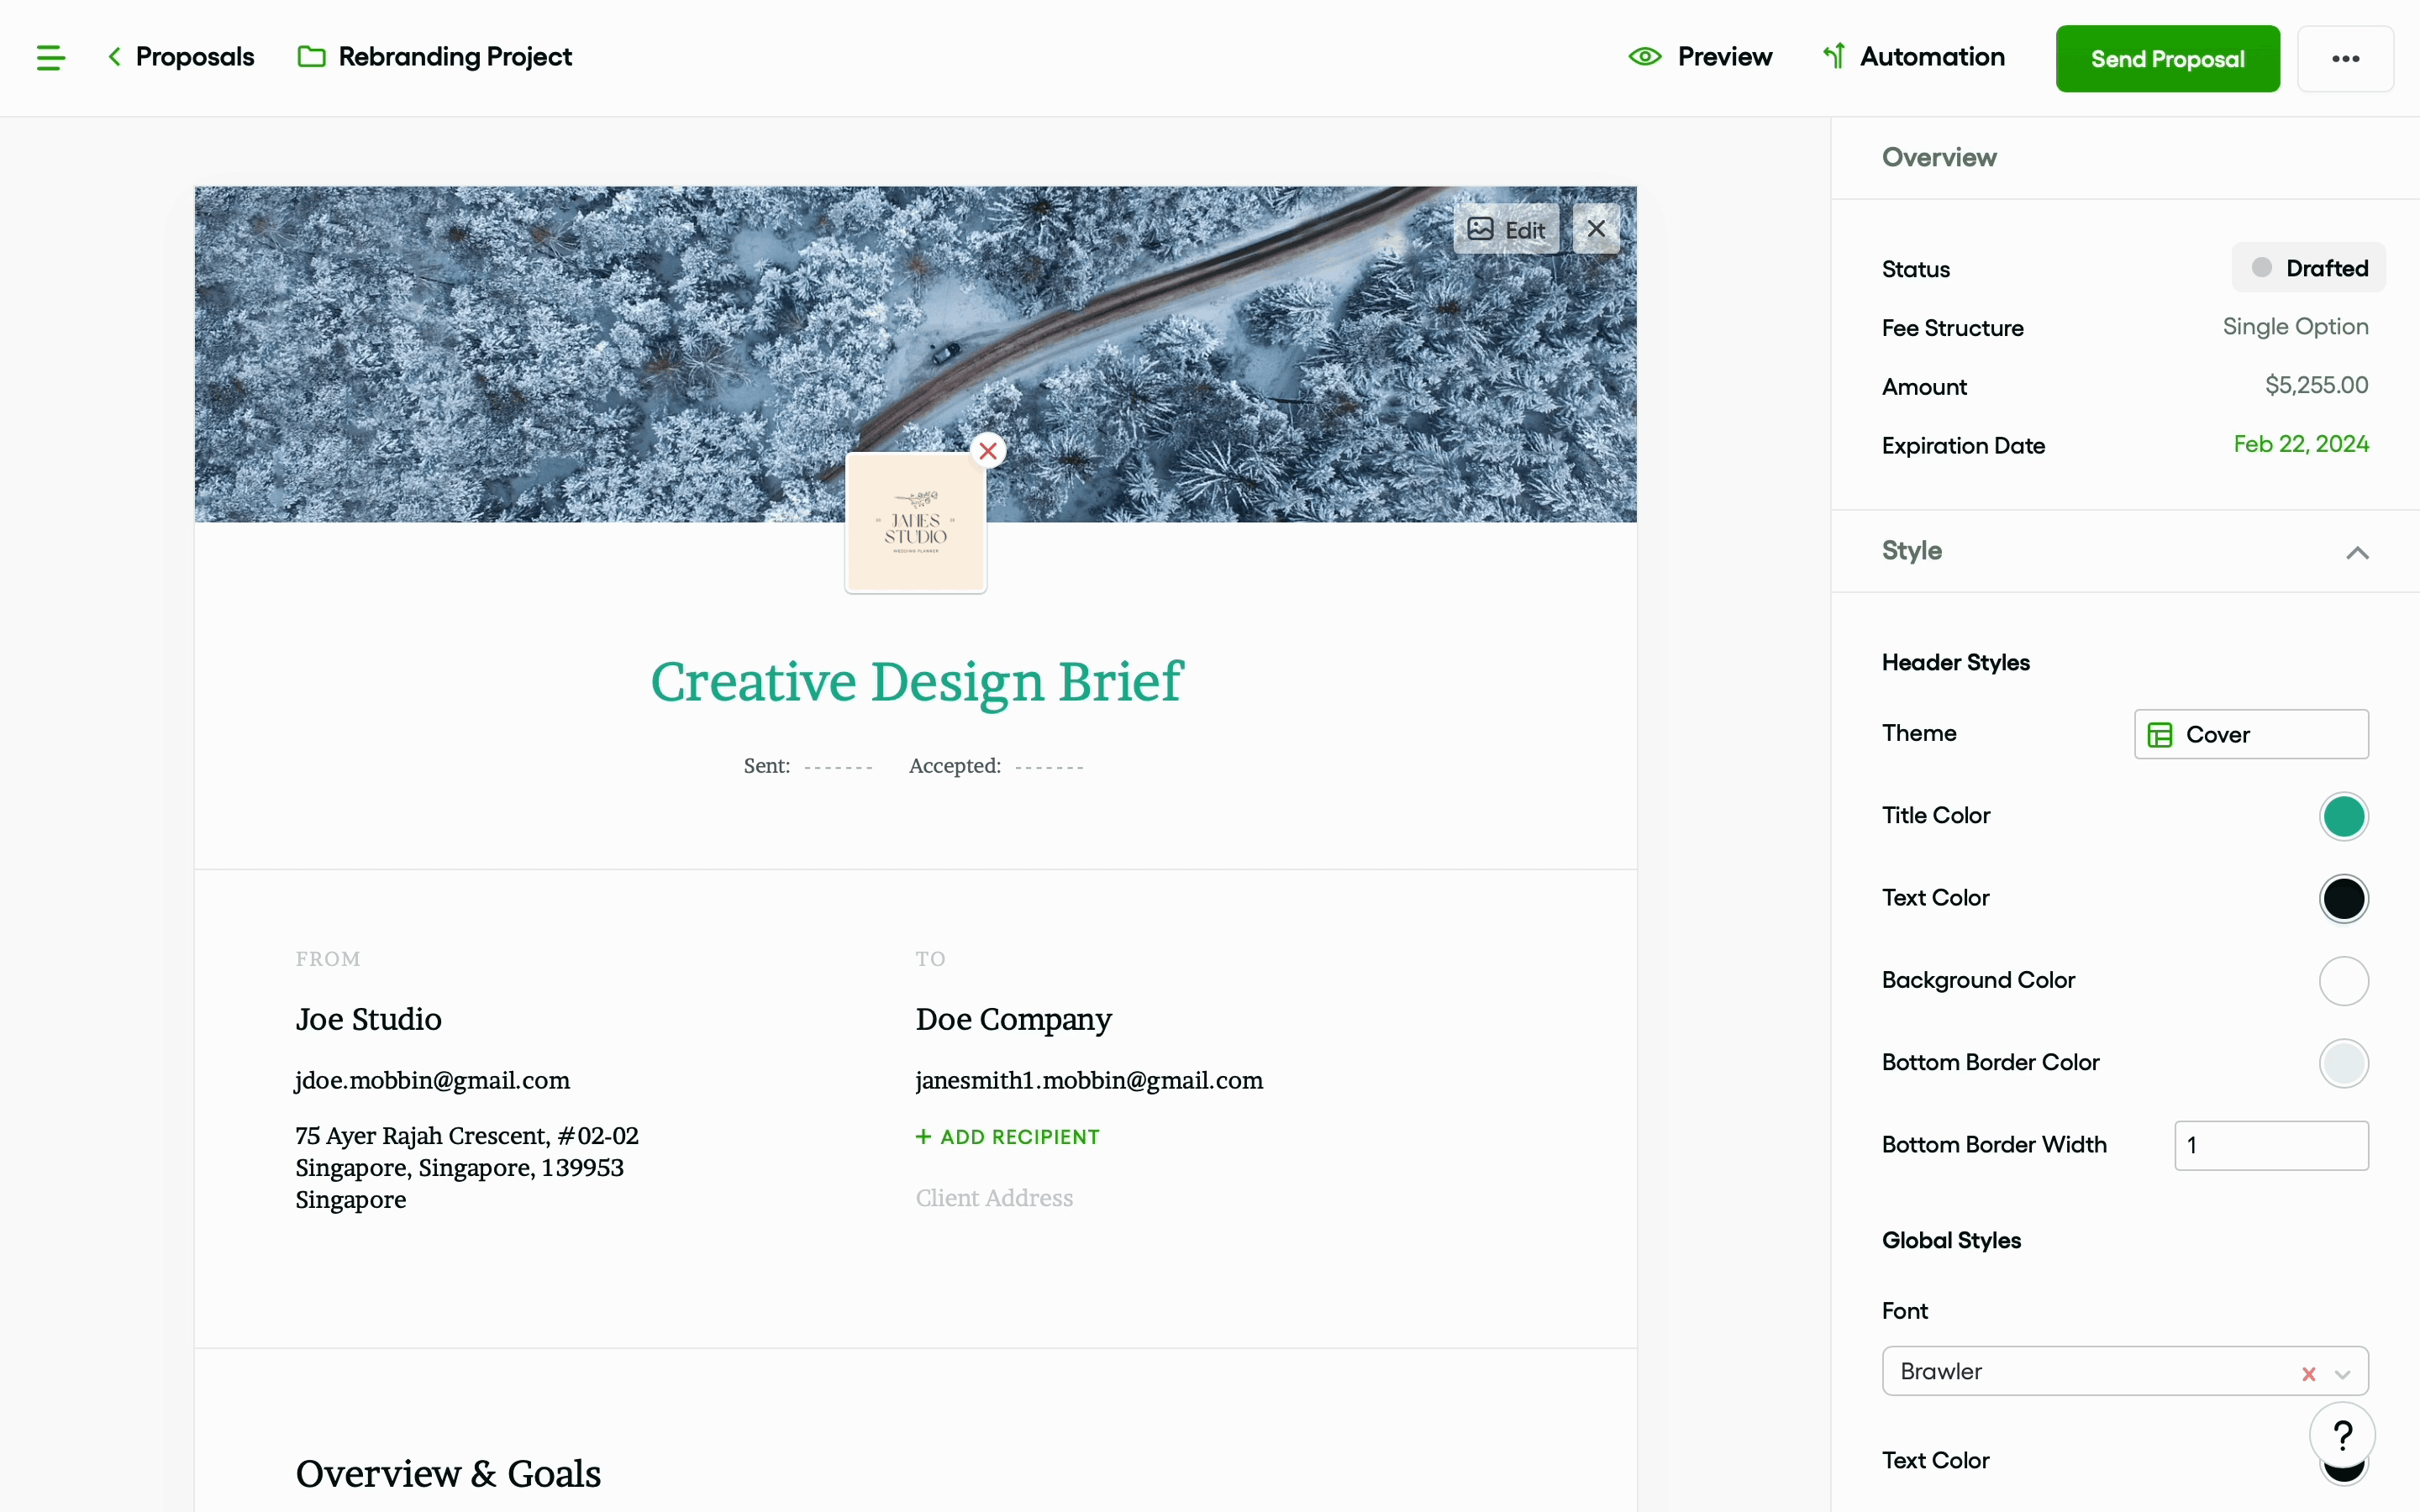 Proposals
Rebranding Project
Preview
Automation
Send Proposal
Edit
JANES
STUDIO
WEDDING PLANNER
Creative Design Brief
Sent: -------
Accepted: -------
FROM
Joe Studio
jdoe.mobbin@gmail.com
75 Ayer Rajah Crescent, #02-02
Singapore, Singapore, 139953
Singapore
TO
Doe Company
janesmith1.mobbin@gmail.com
+ ADD RECIPIENT
Client Address
Overview & Goals
Overview
Status
Drafted
Fee Structure
Single Option
Amount
$5,255.00
Expiration Date
Feb 22, 2024
Style
Header Styles
Theme
Cover
Title Color
Text Color
Background Color
Bottom Border Color
Bottom Border Width
1
Global Styles
Font
Brawler
?
Text Color